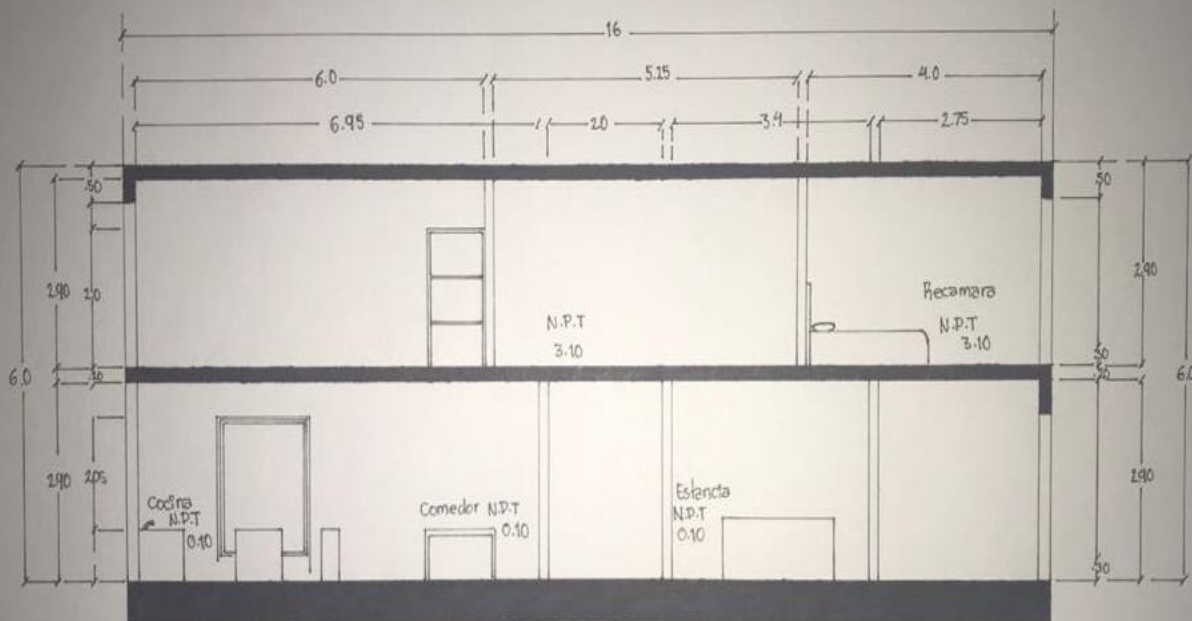 16
6.0 5.25 4.0
6.95 2.0 3.4 2.75
.50 .50
2.90 2.0 2.90
Recamara
N.P.T
3.10
N.P.T
3.10
6.0 .20 .50 .20 6.0
2.90 2.05 2.90
Cocina
N.P.T
0.10
Comedor N.P.T
0.10
Estancia
N.P.T
0.10
.30